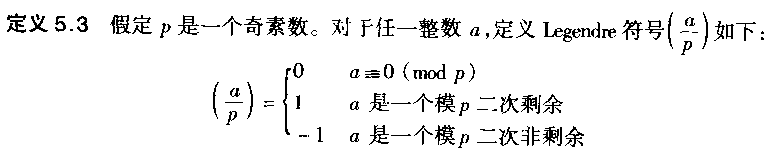 定义 5.3 假定 p 是一个奇素数。对于任一整数 a,定义 Legendre 符号(a/p)如下:
(a/p) = { 0 a≡0 (mod p)
1 a 是一个模 p 二次剩余
-1 a 是一个模 p 二次非剩余